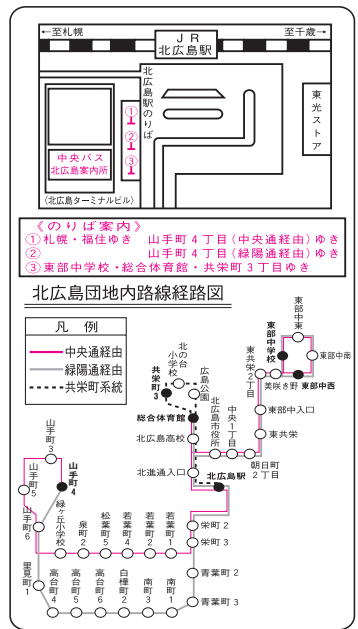 ←至札幌
至千歳→
ＪＲ
北広島駅
北広島駅のりば
東光ストア
①
②
③
中央バス
北広島案内所
(北広島ターミナルビル)
《のりば案内》
①札幌・福住ゆき 山手町４丁目(中央通経由)ゆき
② 山手町４丁目(緑陽通経由)ゆき
③東部中学校・総合体育館・共栄町３丁目ゆき
北広島団地内路線経路図
凡例
中央通経由
緑陽通経由
共栄町系統
東部中東
東部中学校
東部中南
東共栄２丁目
美咲き野
東部中西
北の台小学校
共栄町3
広島公園
総合体育館
北広島市役所
中央1丁目
東部中入口
東共栄
北広島高校
朝日町２丁目
北進通入口
北広島駅
山手町3
山手町5
山手町4
山手町6
緑ヶ丘小学校
泉町2
松葉町5
若葉町4
若葉町2
若葉町1
栄町2
栄町3
里見町1
高台町4
高台町5
高台町6
白樺町2
南町3
南町1
青葉町2
青葉町3